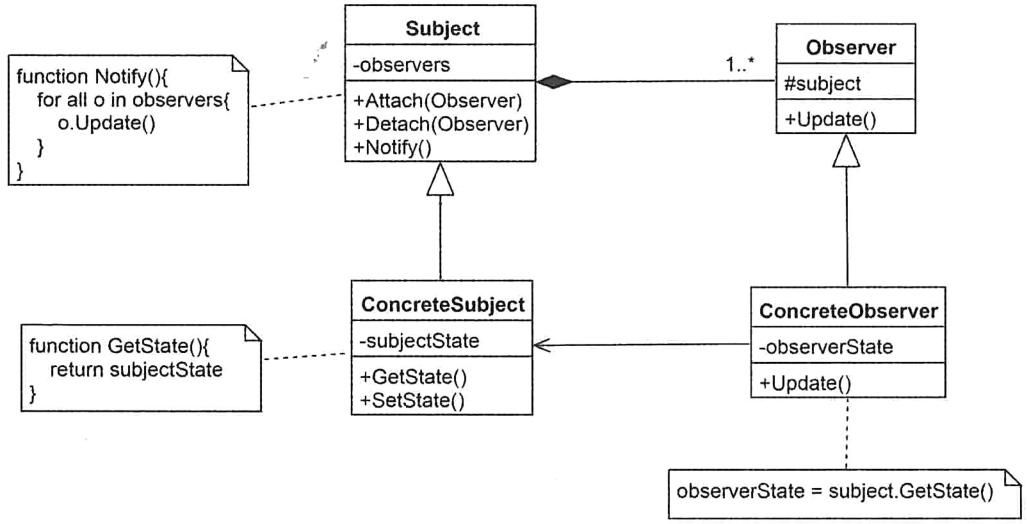 Subject
-observers
+Attach(Observer)
+Detach(Observer)
+Notify()
1..*
Observer
#subject
+Update()
function Notify(){
for all o in observers{
o.Update()
}
}
ConcreteSubject
-subjectState
+GetState()
+SetState()
ConcreteObserver
-observerState
+Update()
function GetState(){
return subjectState
}
observerState = subject.GetState()